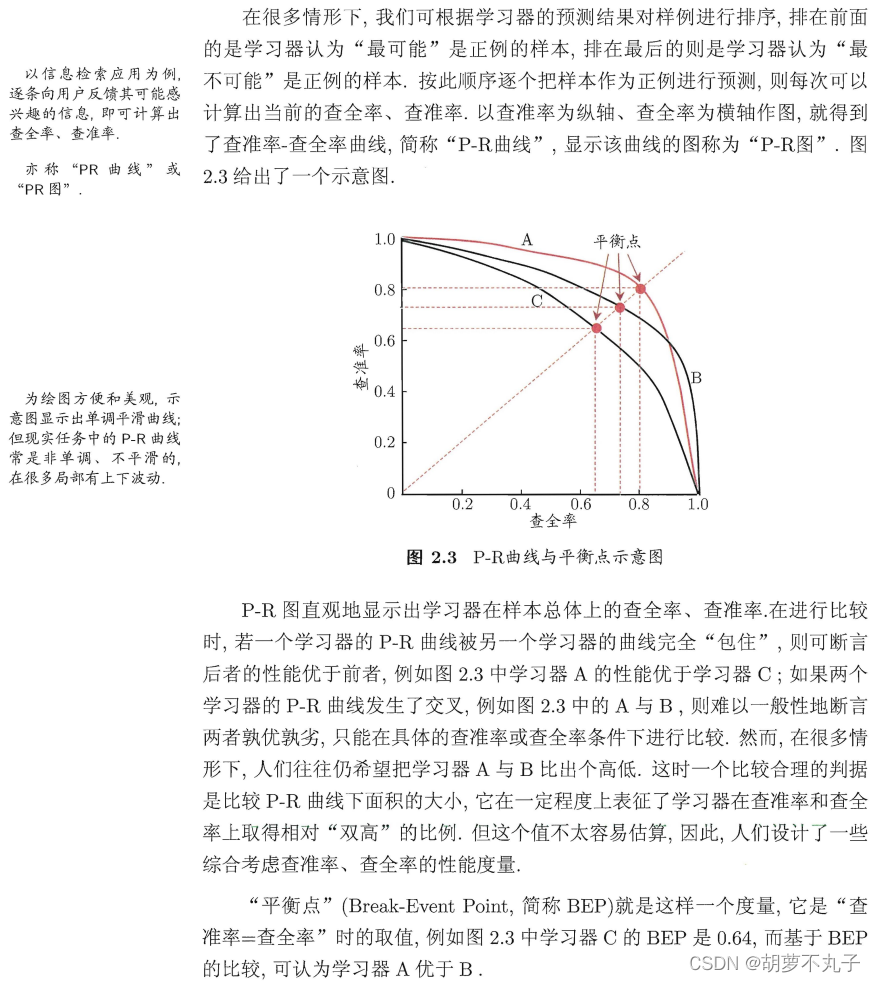 在很多情形下, 我们可根据学习器的预测结果对样例进行排序, 排在前面
的是学习器认为“最可能”是正例的样本, 排在最后的则是学习器认为“最
不可能”是正例的样本. 按此顺序逐个把样本作为正例进行预测, 则每次可以
计算出当前的查全率、查准率. 以查准率为纵轴、查全率为横轴作图, 就得到
了查准率-查全率曲线, 简称“P-R曲线”, 显示该曲线的图称为“P-R图”. 图
2.3 给出了一个示意图.
以信息检索应用为例,
逐条向用户反馈其可能感
兴趣的信息, 即可计算出
查全率、查准率.
亦称“PR 曲线”或
“PR 图”.
1.0
0.8
0.6
0.4
0.2
0
查准率
A
平衡点
C
B
0.2 0.4 0.6 0.8 1.0
查全率
图 2.3 P-R曲线与平衡点示意图
为绘图方便和美观, 示
意图显示出单调平滑曲线;
但现实任务中的 P-R 曲线
常是非单调、不平滑的,
在很多局部有上下波动.
P-R 图直观地显示出学习器在样本总体上的查全率、查准率.在进行比较
时, 若一个学习器的 P-R 曲线被另一个学习器的曲线完全“包住”, 则可断言
后者的性能优于前者, 例如图 2.3 中学习器 A 的性能优于学习器 C ; 如果两个
学习器的 P-R 曲线发生了交叉, 例如图 2.3 中的 A 与 B , 则难以一般性地断言
两者孰优孰劣, 只能在具体的查准率或查全率条件下进行比较. 然而, 在很多情
形下, 人们往往仍希望把学习器 A 与 B 比出个高低. 这时一个比较合理的判据
是比较 P-R 曲线下面积的大小, 它在一定程度上表征了学习器在查准率和查全
率上取得相对“双高”的比例. 但这个值不太容易估算, 因此, 人们设计了一些
综合考虑查准率、查全率的性能度量.
“平衡点”(Break-Event Point, 简称 BEP)就是这样一个度量, 它是“查
准率=查全率”时的取值, 例如图 2.3 中学习器 C 的 BEP 是 0.64, 而基于 BEP
的比较, 可认为学习器 A 优于 B .
CSDN @胡萝不丸子